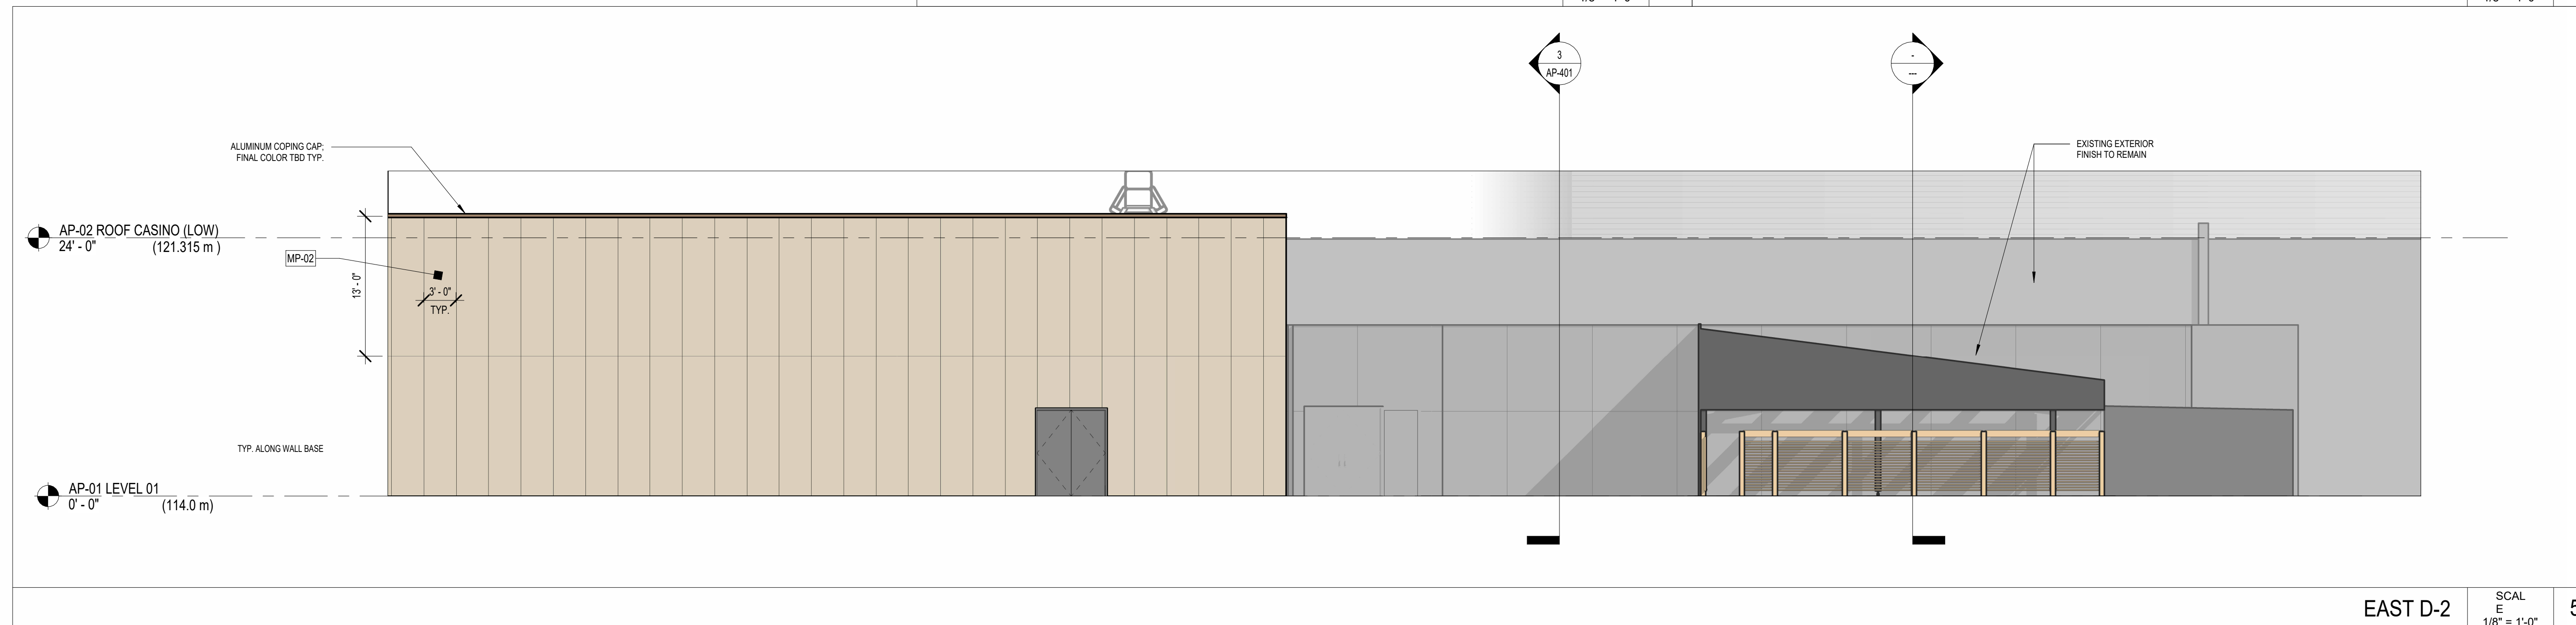 3
AP-401
-
---
ALUMINUM COPING CAP;
FINAL COLOR TBD TYP.
EXISTING EXTERIOR
FINISH TO REMAIN
AP-02 ROOF CASINO (LOW)
24' - 0" (121.315 m )
MP-02
13' - 0"
3' - 0"
TYP.
TYP. ALONG WALL BASE
AP-01 LEVEL 01
0' - 0" (114.0 m)
EAST D-2
SCAL
E
1/8" = 1'-0"